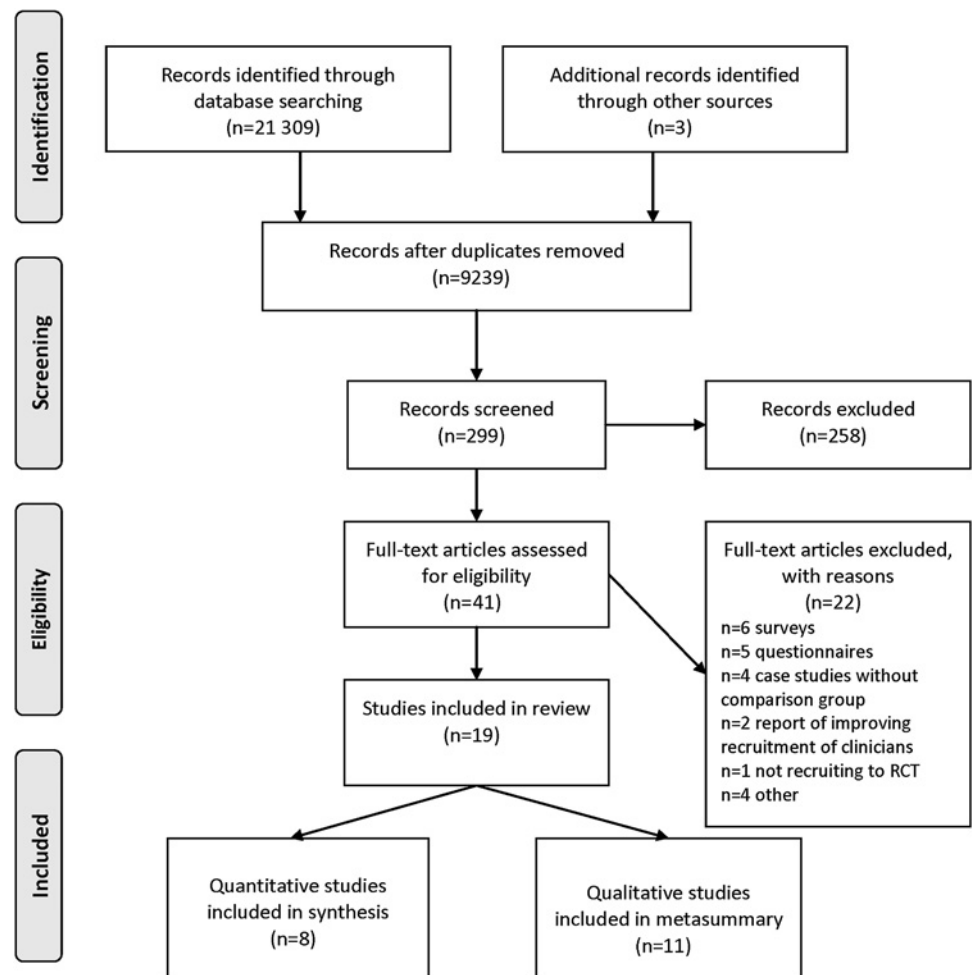 Identification
Records identified through
database searching
(n=21 309)
Additional records identified
through other sources
(n=3)
Records after duplicates removed
(n=9239)
Screening
Records screened
(n=299)
Records excluded
(n=258)
Eligibility
Full-text articles assessed
for eligibility
(n=41)
Full-text articles excluded,
with reasons
(n=22)
n=6 surveys
n=5 questionnaires
n=4 case studies without
comparison group
n=2 report of improving
recruitment of clinicians
n=1 not recruiting to RCT
n=4 other
Studies included in review
(n=19)
Included
Quantitative studies
included in synthesis
(n=8)
Qualitative studies
included in metasummary
(n=11)